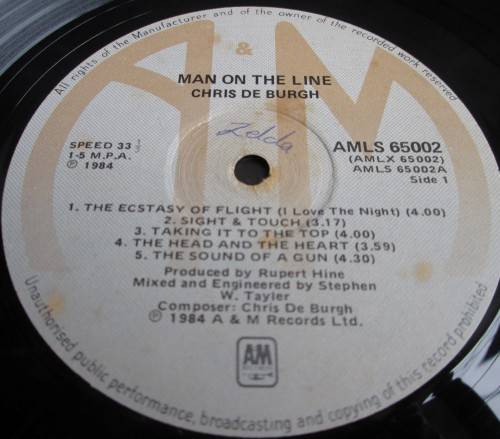 All rights of the Manufacturer and of the owner of the recorded work reserved
A & M
MAN ON THE LINE
CHRIS DE BURGH
Zelda
SPEED 33
1-5 M.P.A.
℗ 1984
AMLS 65002
(AMLX 65002)
AMLS 65002A
Side 1
1. THE ECSTASY OF FLIGHT (I Love The Night) (4.00)
2. SIGHT & TOUCH (3.17)
3. TAKING IT TO THE TOP (4.00)
4. THE HEAD AND THE HEART (3.59)
5. THE SOUND OF A GUN (4.30)
Produced by Rupert Hine
Mixed and Engineered by Stephen
W. Tayler
Composer: Chris De Burgh
℗ 1984 A & M Records Ltd.
AM
Unauthorised public performance, broadcasting and copying of this record prohibited